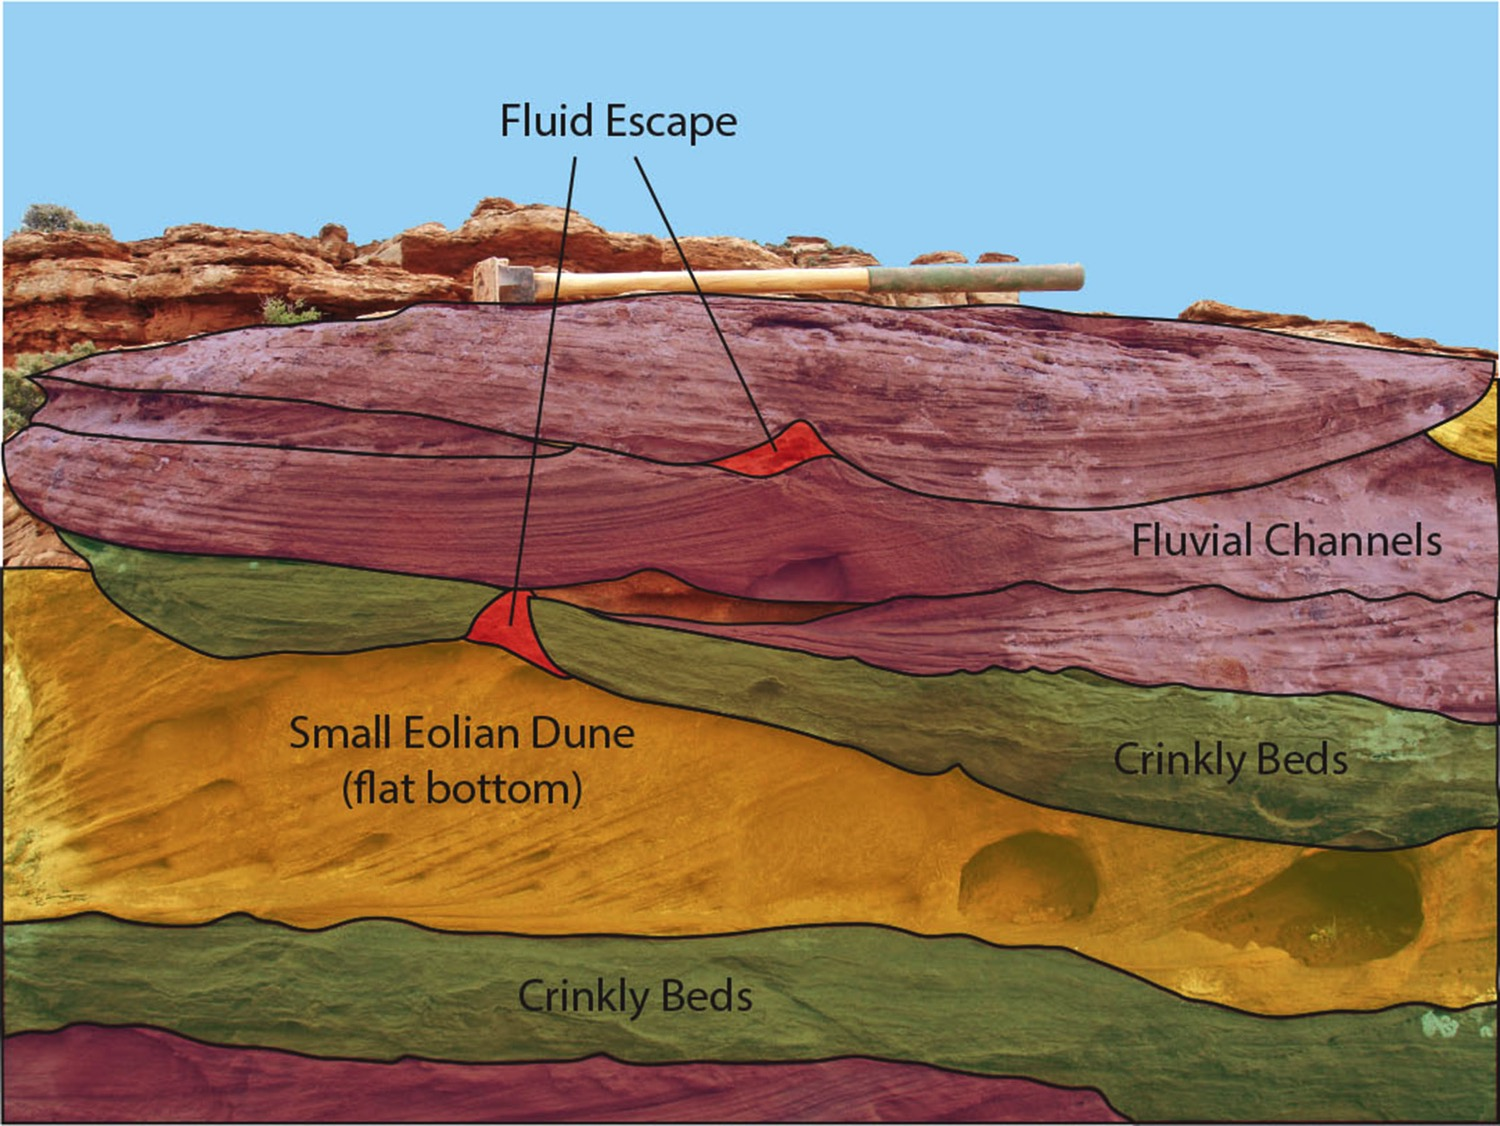 Fluid Escape
Fluvial Channels
Small Eolian Dune
(flat bottom)
Crinkly Beds
Crinkly Beds